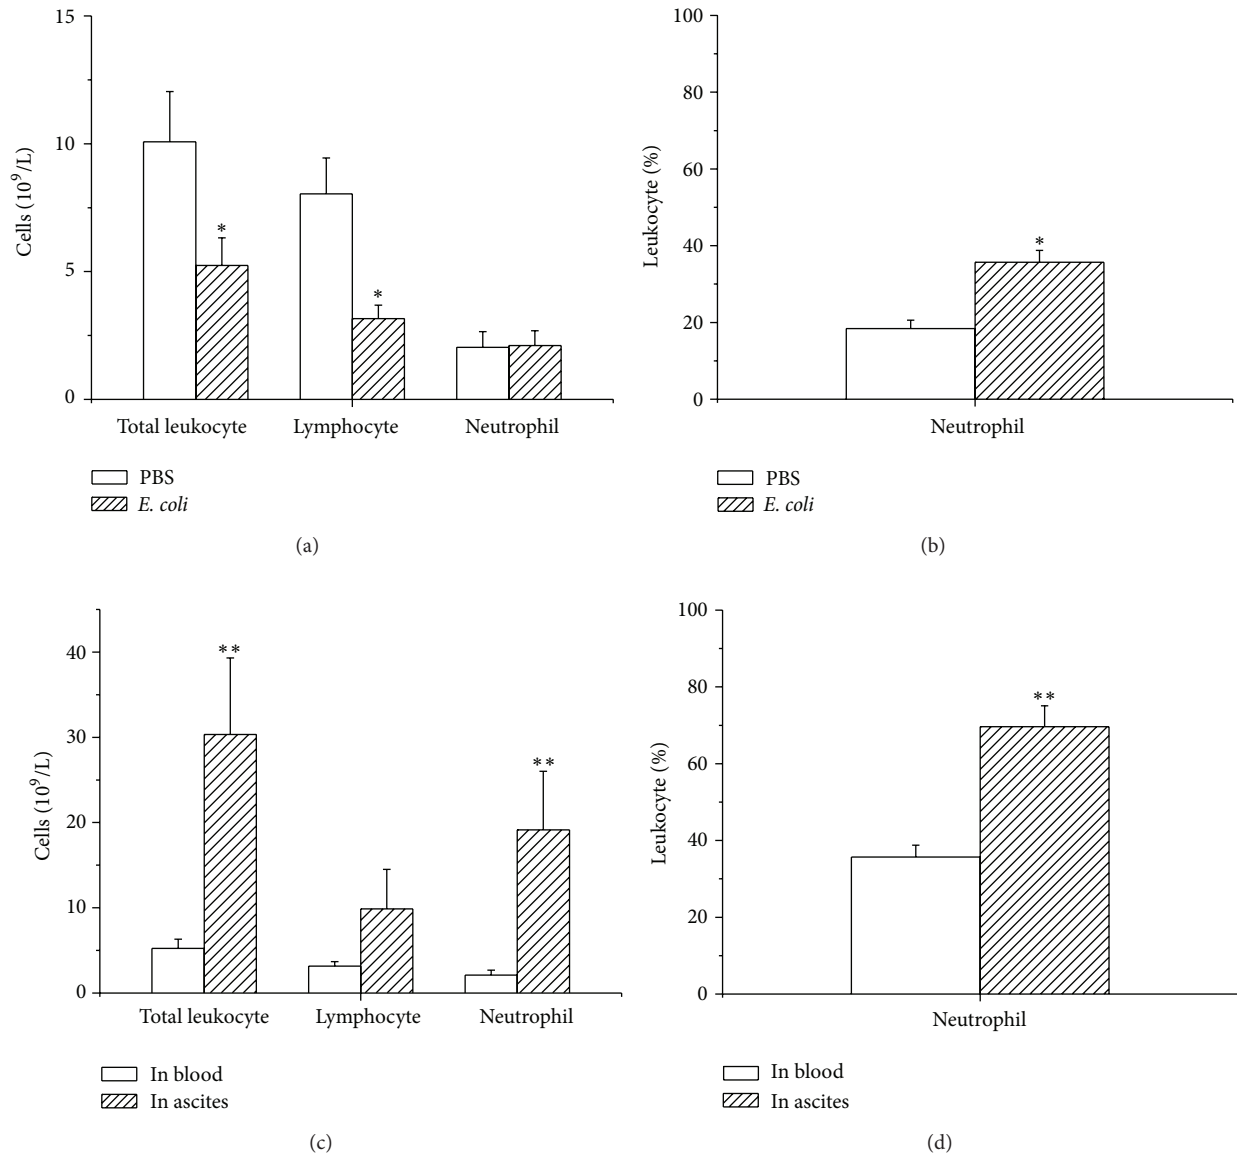 15
10
5
0
Cells (10⁹/L)
*
*
Total leukocyte Lymphocyte Neutrophil
PBS
E. coli
(a)
100
80
60
40
20
0
Leukocyte (%)
*
Neutrophil
PBS
E. coli
(b)
40
30
20
10
0
Cells (10⁹/L)
**
**
Total leukocyte Lymphocyte Neutrophil
In blood
In ascites
(c)
100
80
60
40
20
0
Leukocyte (%)
**
Neutrophil
In blood
In ascites
(d)